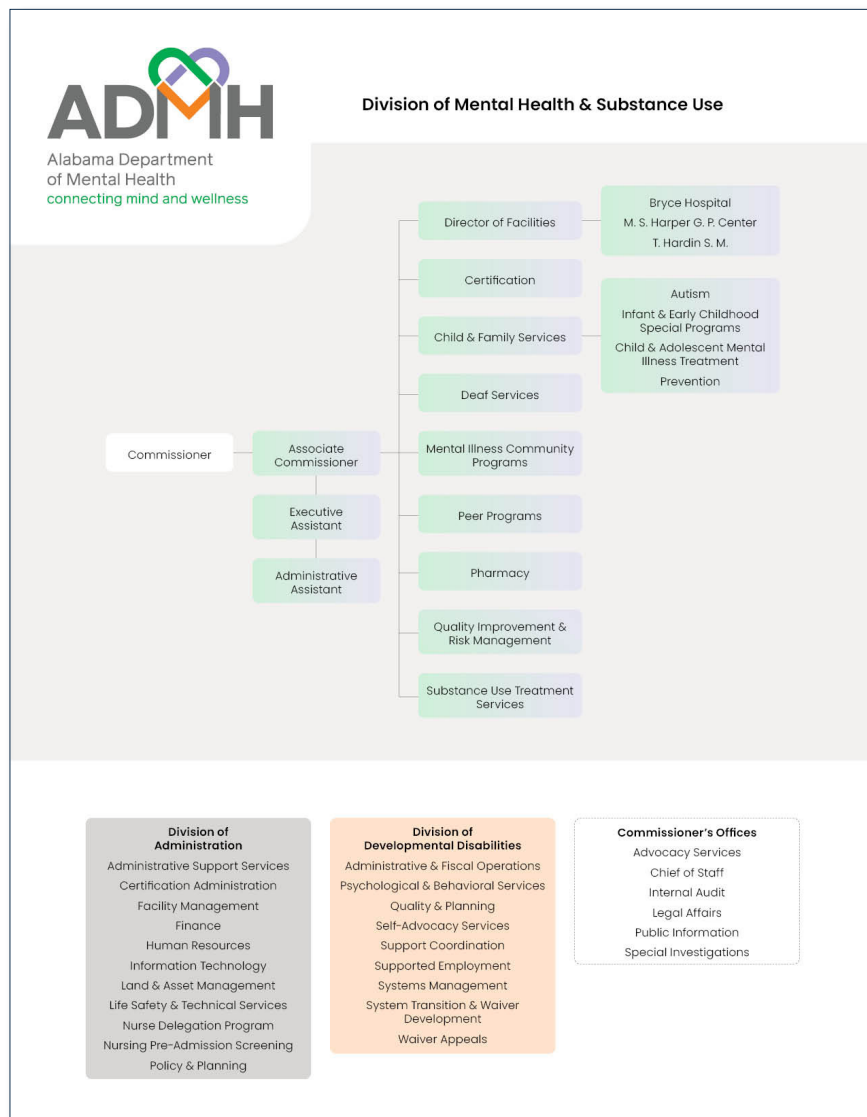 ADMH
Alabama Department
of Mental Health
connecting mind and wellness
Division of Mental Health & Substance Use
Director of Facilities
Bryce Hospital
M. S. Harper G. P. Center
T. Hardin S. M.
Certification
Child & Family Services
Autism
Infant & Early Childhood
Special Programs
Child & Adolescent Mental
Illness Treatment
Prevention
Deaf Services
Commissioner
Associate
Commissioner
Mental Illness Community
Programs
Executive
Assistant
Peer Programs
Administrative
Assistant
Pharmacy
Quality Improvement &
Risk Management
Substance Use Treatment
Services
Division of
Administration
Administrative Support Services
Certification Administration
Facility Management
Finance
Human Resources
Information Technology
Land & Asset Management
Life Safety & Technical Services
Nurse Delegation Program
Nursing Pre-Admission Screening
Policy & Planning
Division of
Developmental Disabilities
Administrative & Fiscal Operations
Psychological & Behavioral Services
Quality & Planning
Self-Advocacy Services
Support Coordination
Supported Employment
Systems Management
System Transition & Waiver
Development
Waiver Appeals
Commissioner's Offices
Advocacy Services
Chief of Staff
Internal Audit
Legal Affairs
Public Information
Special Investigations